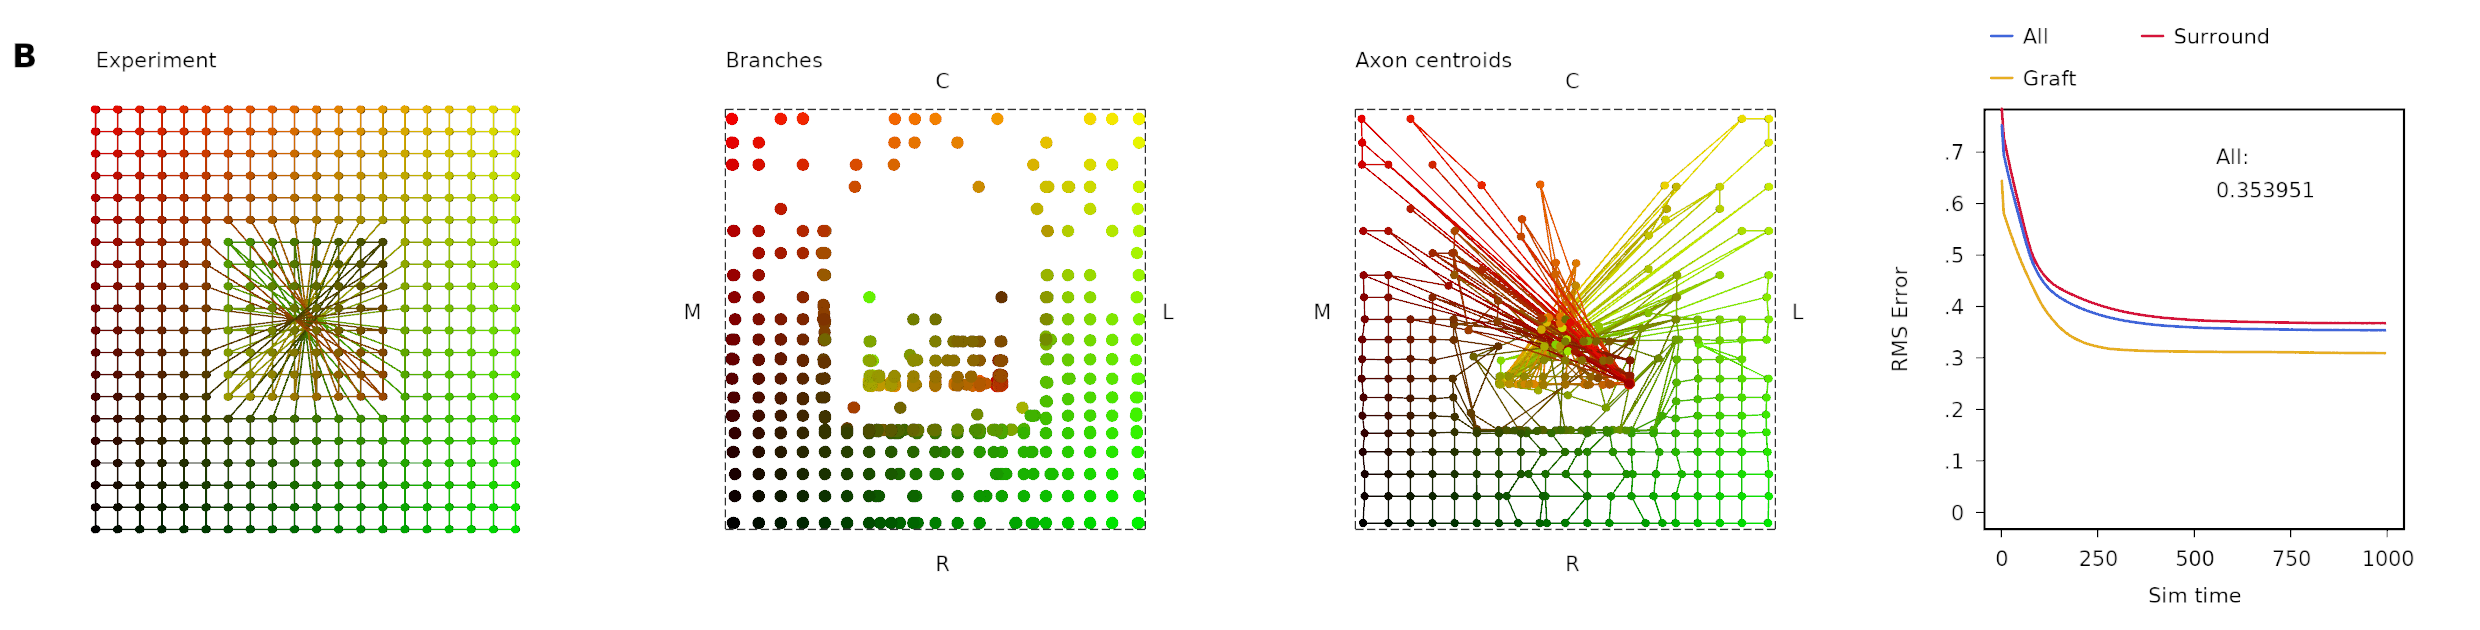 B
Experiment
Branches
C
M
L
R
Axon centroids
C
M
L
R
All
Surround
Graft
All:
0.353951
RMS Error
.7
.6
.5
.4
.3
.2
.1
0
0 250 500 750 1000
Sim time